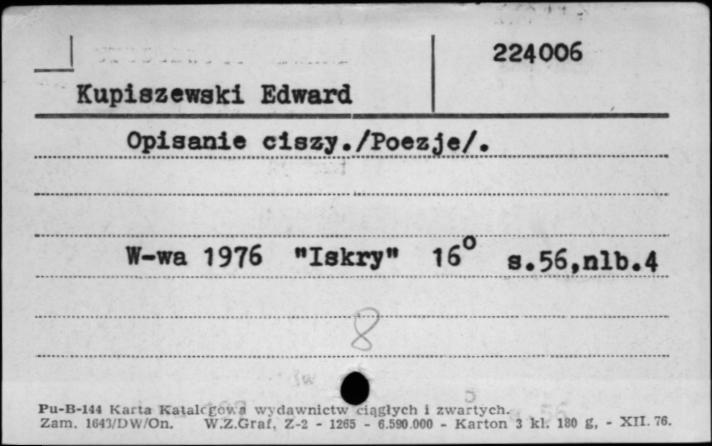 224006
Kupiszewski Edward
Opisanie ciszy./Poezje/.
W-wa 1976 "Iskry" 16° s.56,nlb.4
8
Pu-B-144 Karta Katalogowa wydawnictw ciągłych i zwartych.
Zam. 1643/DW/On. W.Z.Graf. Z-2 - 1265 - 6.590.000 - Karton 3 kl. 180 g, - XII. 76.